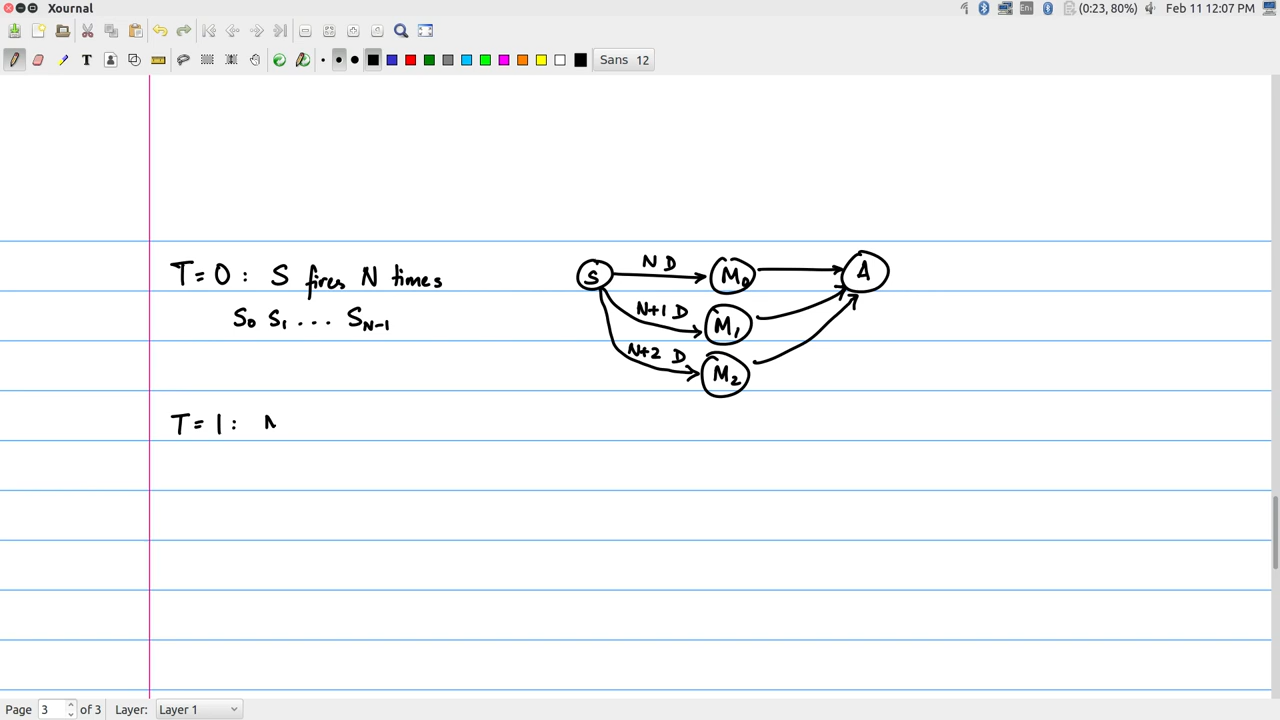 Xournal
En
(0:23, 80%)
Feb 11 12:07 PM
T
Sans 12
T=0: S fires N times
S0 S1 ... SN-1
S N D M0 A
N+1 D M1
N+2 D M2
T=1: N
Page 3 of 3 Layer: Layer 1